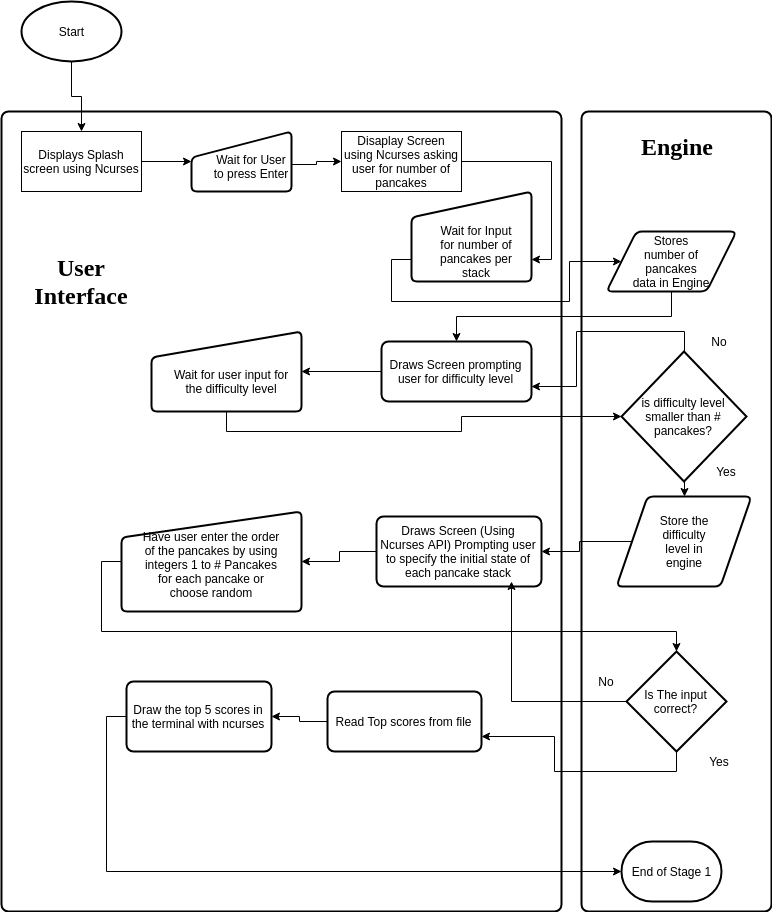 Start
Displays Splash
screen using Ncurses
Wait for User
to press Enter
Disaplay Screen
using Ncurses asking
user for number of
pancakes
Engine
Wait for Input
for number of
pancakes per
stack
Stores
number of
pancakes
data in Engine
User
Interface
No
Draws Screen prompting
user for difficulty level
Wait for user input for
the difficulty level
is difficulty level
smaller than #
pancakes?
Yes
Store the
difficulty
level in
engine
Draws Screen (Using
Ncurses API) Prompting user
to specify the initial state of
each pancake stack
Have user enter the order
of the pancakes by using
integers 1 to # Pancakes
for each pancake or
choose random
No
Is The input
correct?
Yes
Read Top scores from file
Draw the top 5 scores in
the terminal with ncurses
End of Stage 1